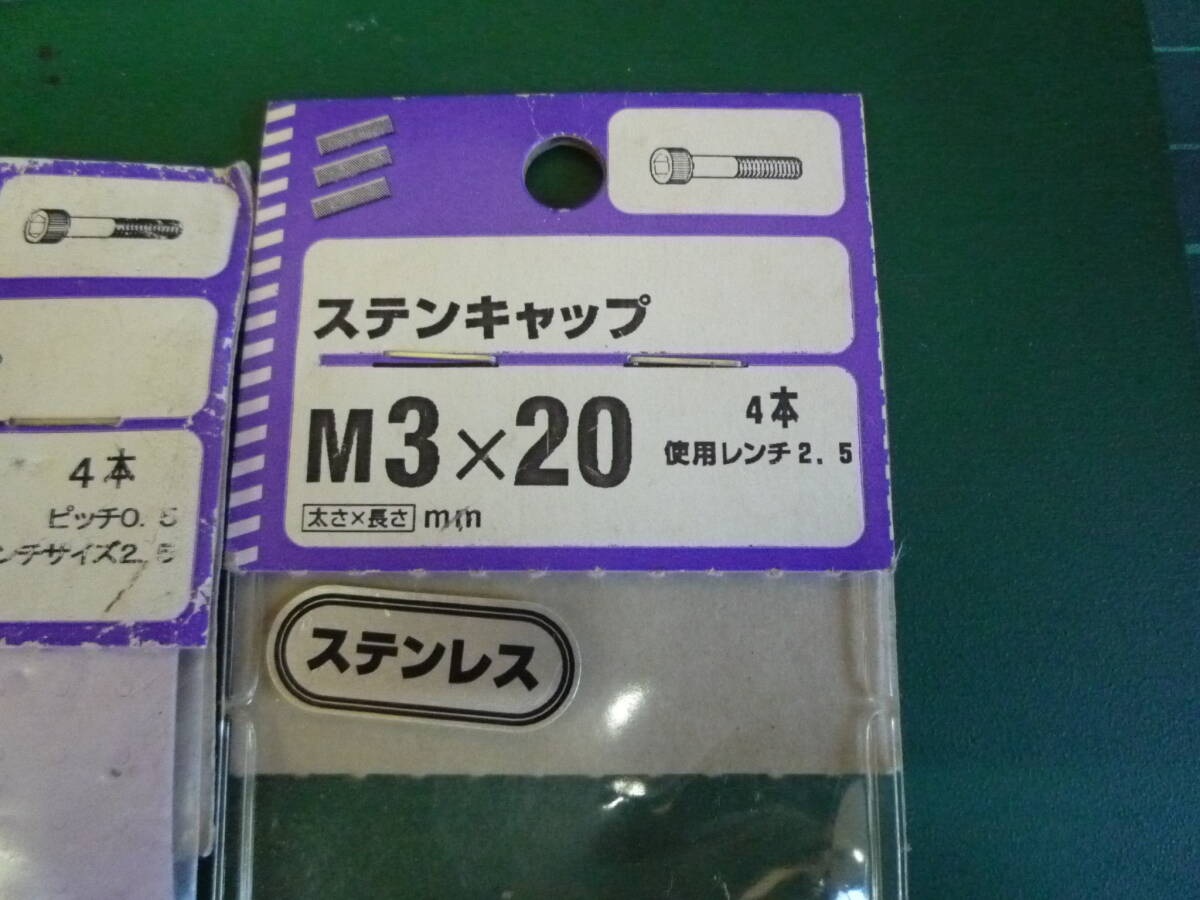 ステンキャップ
M3×20
4本
使用レンチ2.5
太さ×長さ mm
ステンレス
4本
ピッチ0.5
ンチサイズ2.5